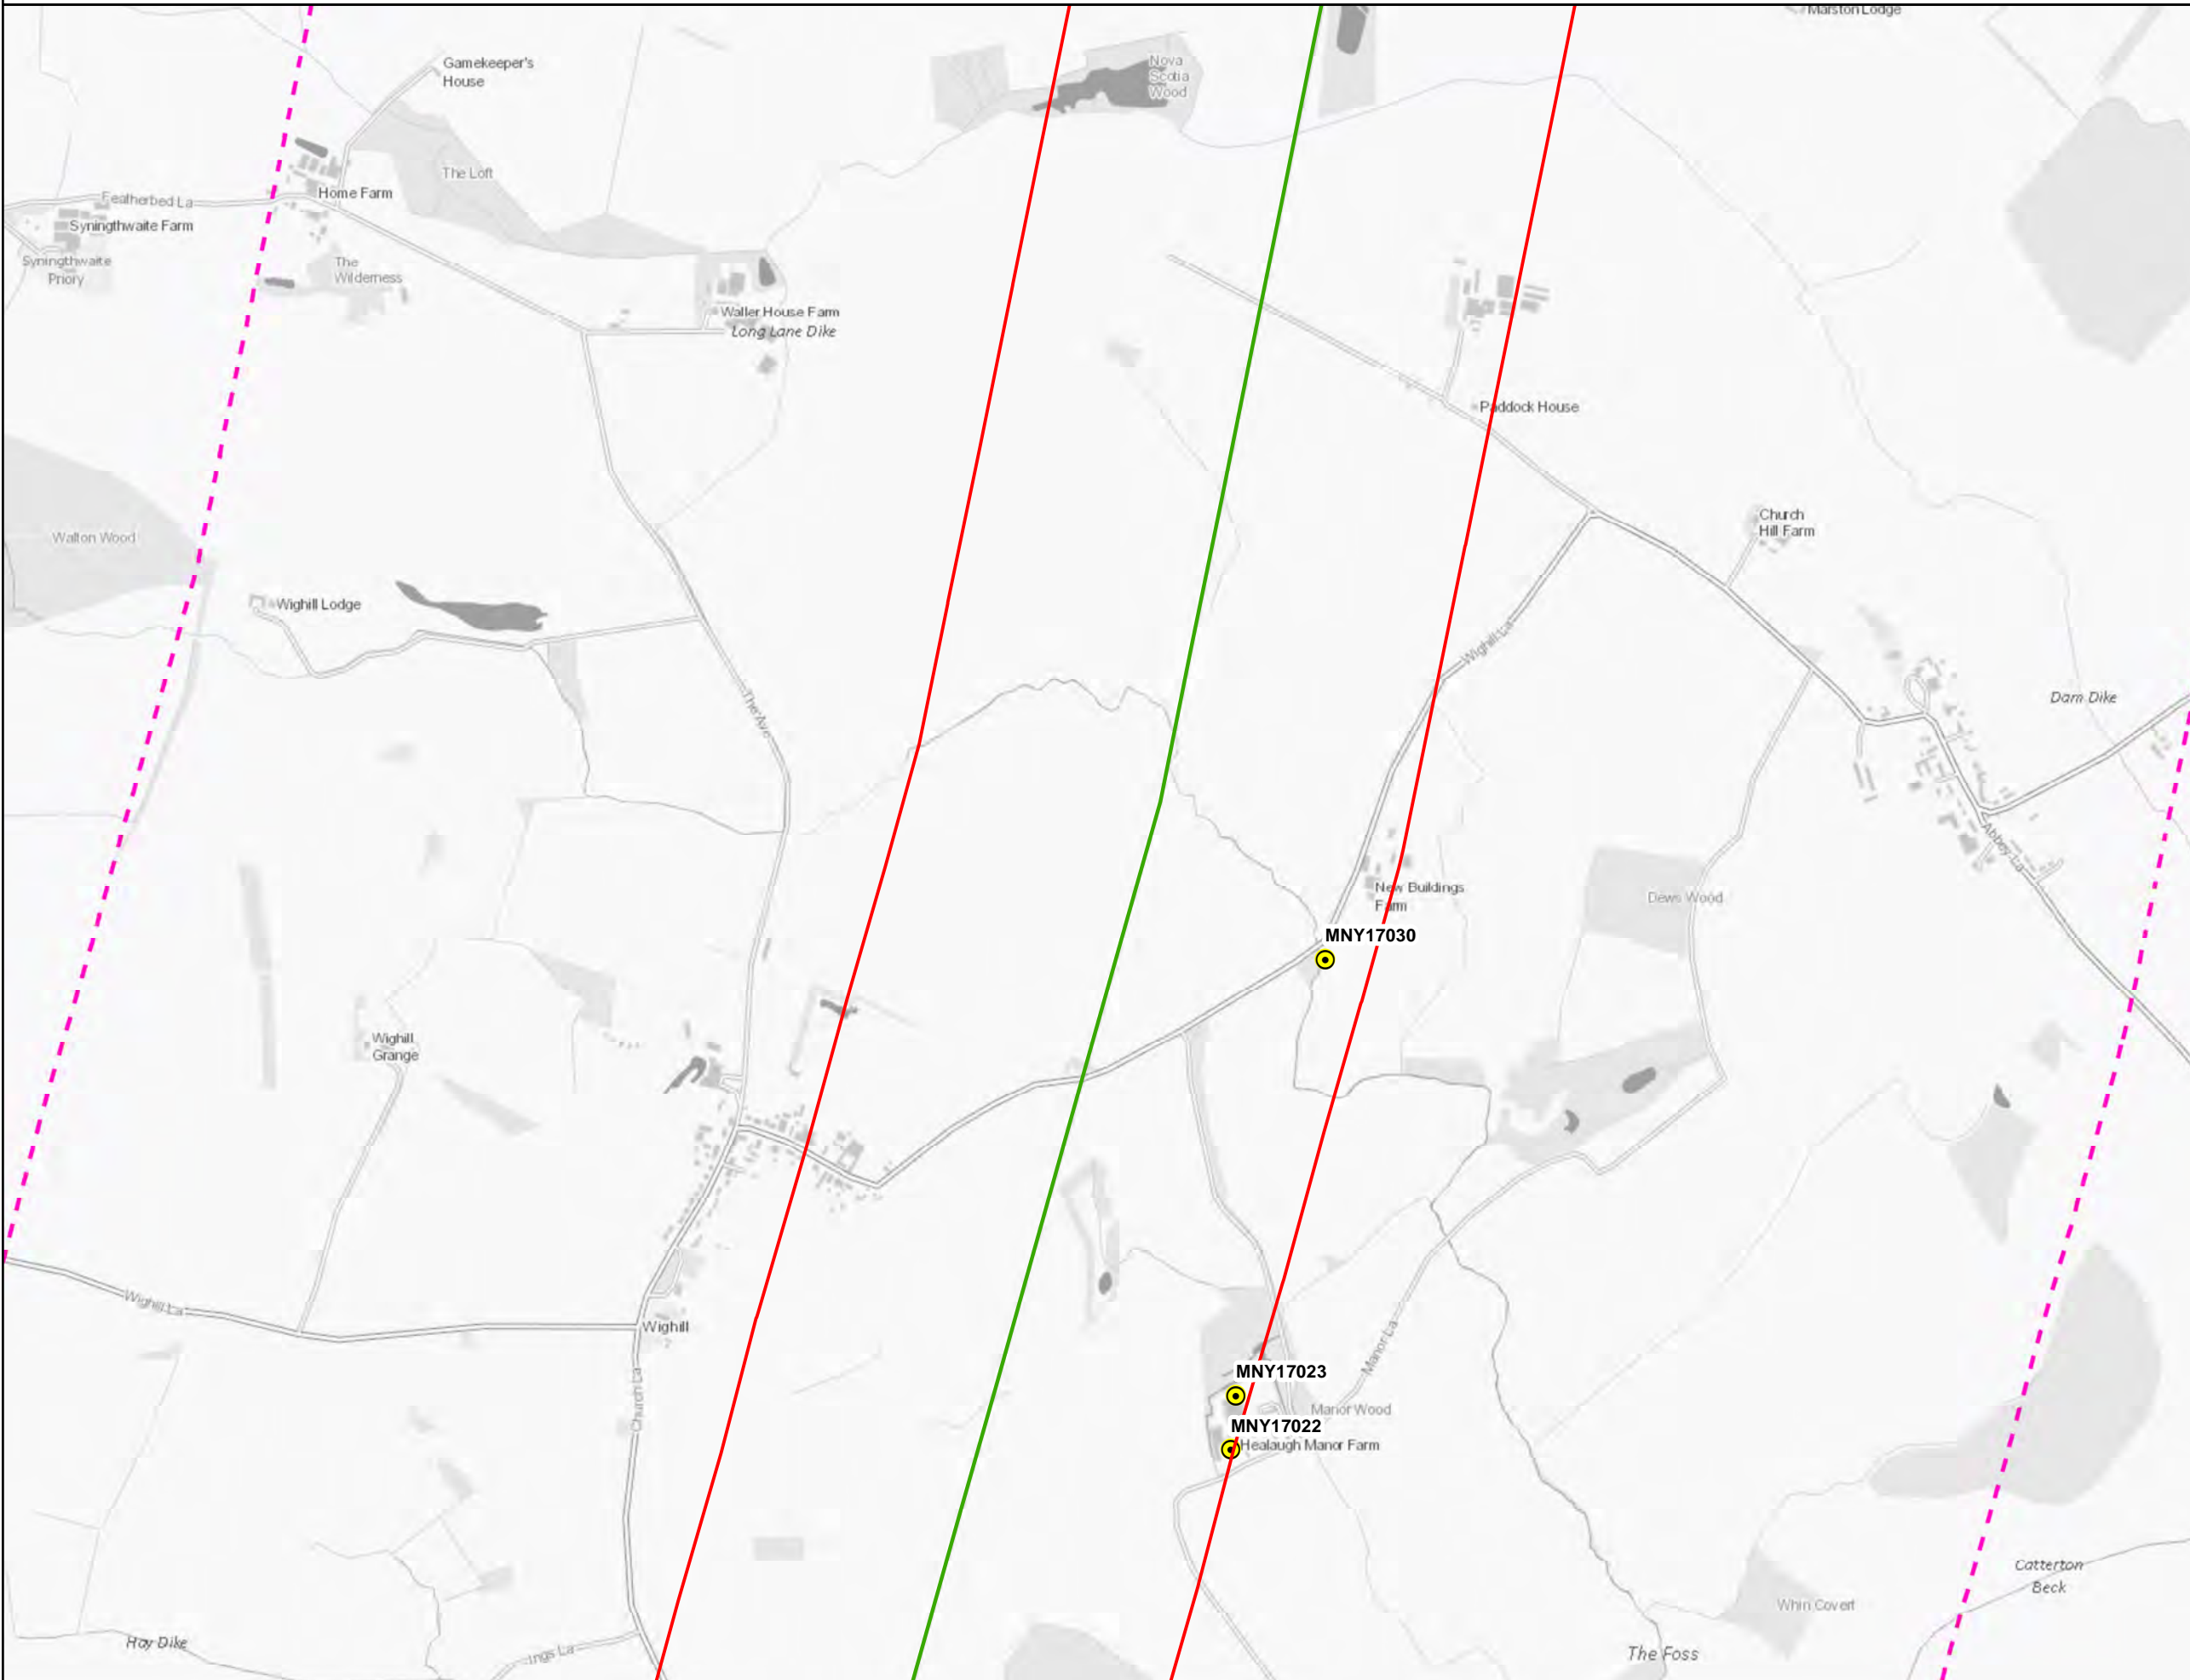 Marston Lodge
Gamekeeper's
House
Nova
Scotia
Wood
The Loft
Home Farm
Featherbed La
Syningthwaite Farm
Syningthwaite
Priory
The
Wilderness
Waller House Farm
Long Lane Dike
Paddock House
Church
Hill Farm
Walton Wood
Wighill Lodge
Wighill La
The Ave
Dam Dike
Abbey La
New Buildings
Farm
Dews Wood
MNY17030
Wighill
Grange
Wighill La
Wighill
Manor La
MNY17023
Church La
Manor Wood
MNY17022
Healaugh Manor Farm
Catterton
Beck
Whin Covert
Hay Dike
Ings La
The Foss